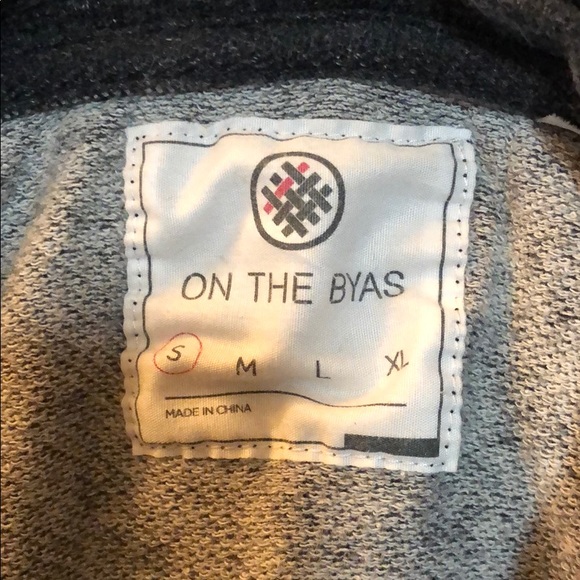 ON THE BYAS
S M L XL
MADE IN CHINA